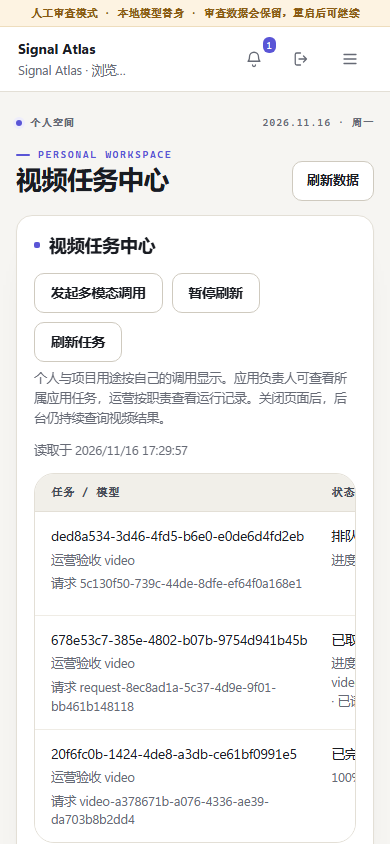 人工审查模式 · 本地模型替身 · 审查数据会保留，重启后可继续
Signal Atlas
Signal Atlas · 浏览…
1
个人空间
2026.11.16 · 周一
PERSONAL WORKSPACE
视频任务中心
刷新数据
视频任务中心
发起多模态调用
暂停刷新
刷新任务
个人与项目用途按自己的调用显示。应用负责人可查看所
属应用任务，运营按职责查看运行记录。关闭页面后，后
台仍持续查询视频结果。
读取于 2026/11/16 17:29:57
任务 / 模型
状态
ded8a534-3d46-4fd5-b6e0-e0de6d4fd2eb
排队
运营验收 video
进度
请求 5c130f50-739c-44de-8dfe-ef64f0a168e1
678e53c7-385e-4802-b07b-9754d941b45b
已取
运营验收 video
进度
请求 request-8ec8ad1a-5c37-4d9e-9f01-
vide
bb461b148118
· 已
20f6fc0b-1424-4de8-a3db-ce61bf0991e5
已完
运营验收 video
100%
请求 video-a378671b-a076-4336-ae39-
da703b8b2dd4